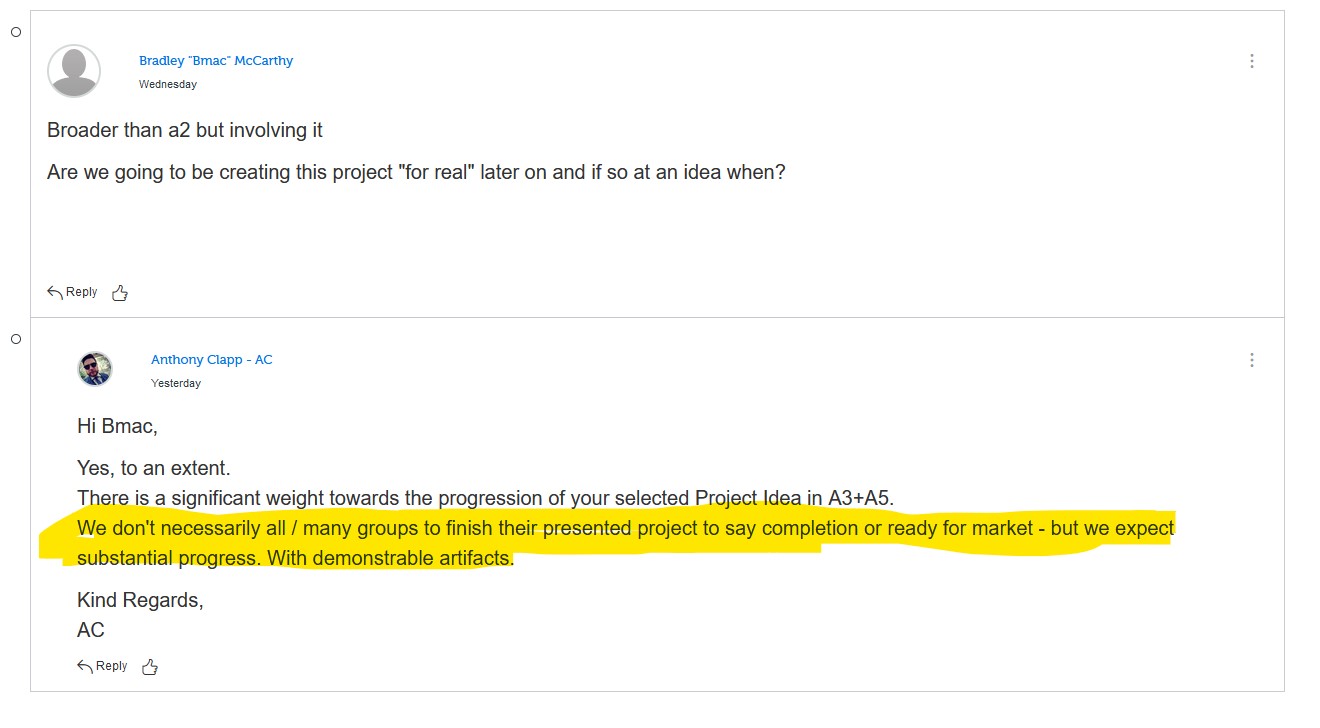 Bradley "Bmac" McCarthy
Wednesday
Broader than a2 but involving it
Are we going to be creating this project "for real" later on and if so at an idea when?
Reply
Anthony Clapp - AC
Yesterday
Hi Bmac,
Yes, to an extent.
There is a significant weight towards the progression of your selected Project Idea in A3+A5.
We don't necessarily all / many groups to finish their presented project to say completion or ready for market - but we expect
substantial progress. With demonstrable artifacts.
Kind Regards,
AC
Reply